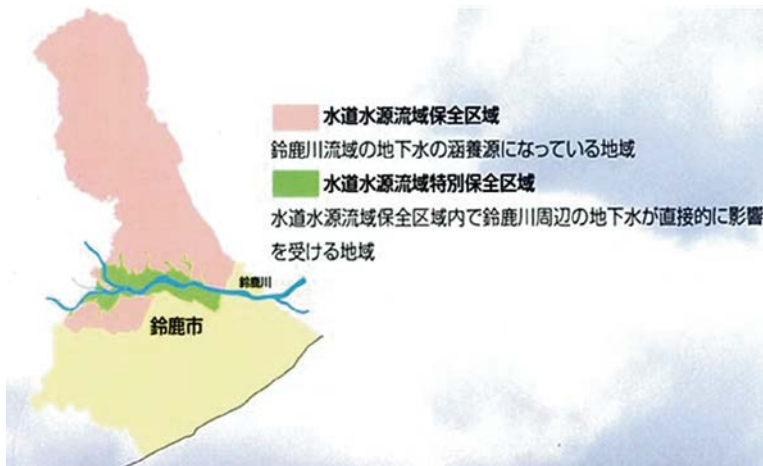 水道水源流域保全区域
鈴鹿川流域の地下水の涵養源になっている地域
水道水源流域特別保全区域
水道水源流域保全区域内で鈴鹿川周辺の地下水が直接的に影響
を受ける地域
鈴鹿川
鈴鹿市